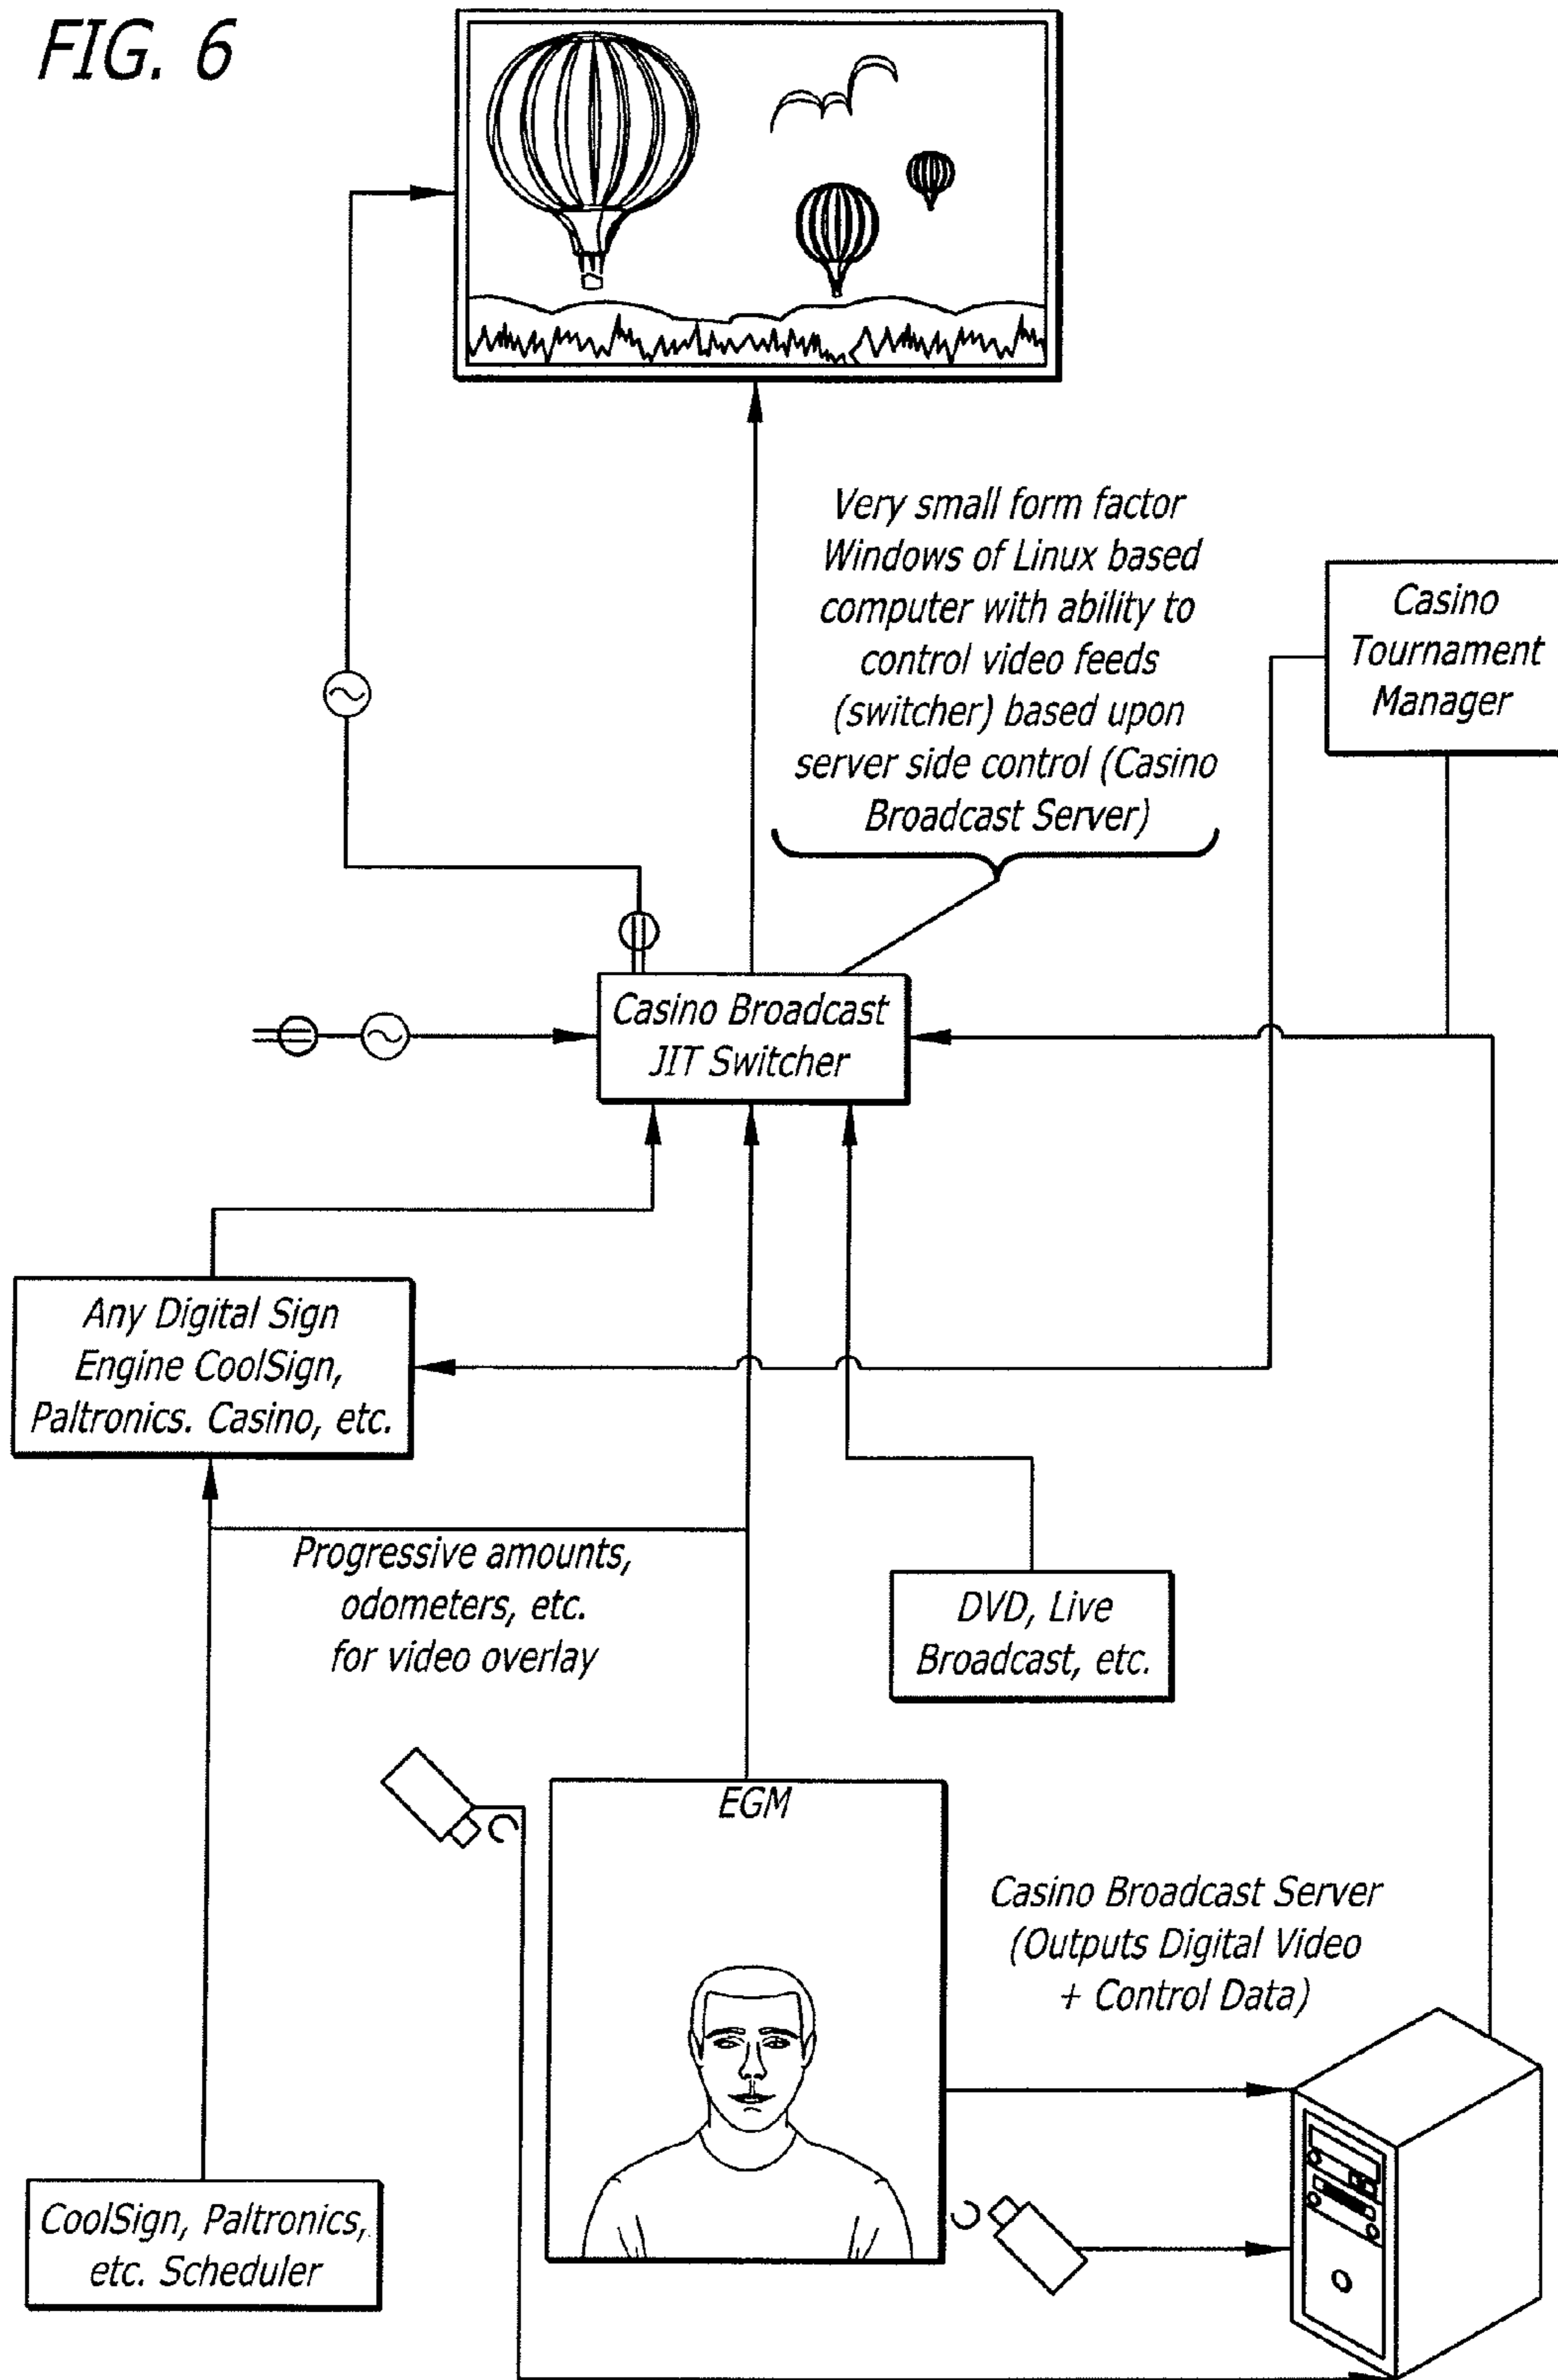 FIG. 6
Very small form factor
Windows of Linux based
computer with ability to
control video feeds
(switcher) based upon
server side control (Casino
Broadcast Server)
Casino
Tournament
Manager
Casino Broadcast
JIT Switcher
Any Digital Sign
Engine CoolSign,
Paltronics. Casino, etc.
Progressive amounts,
odometers, etc.
for video overlay
DVD, Live
Broadcast, etc.
EGM
Casino Broadcast Server
(Outputs Digital Video
+ Control Data)
CoolSign, Paltronics,
etc. Scheduler